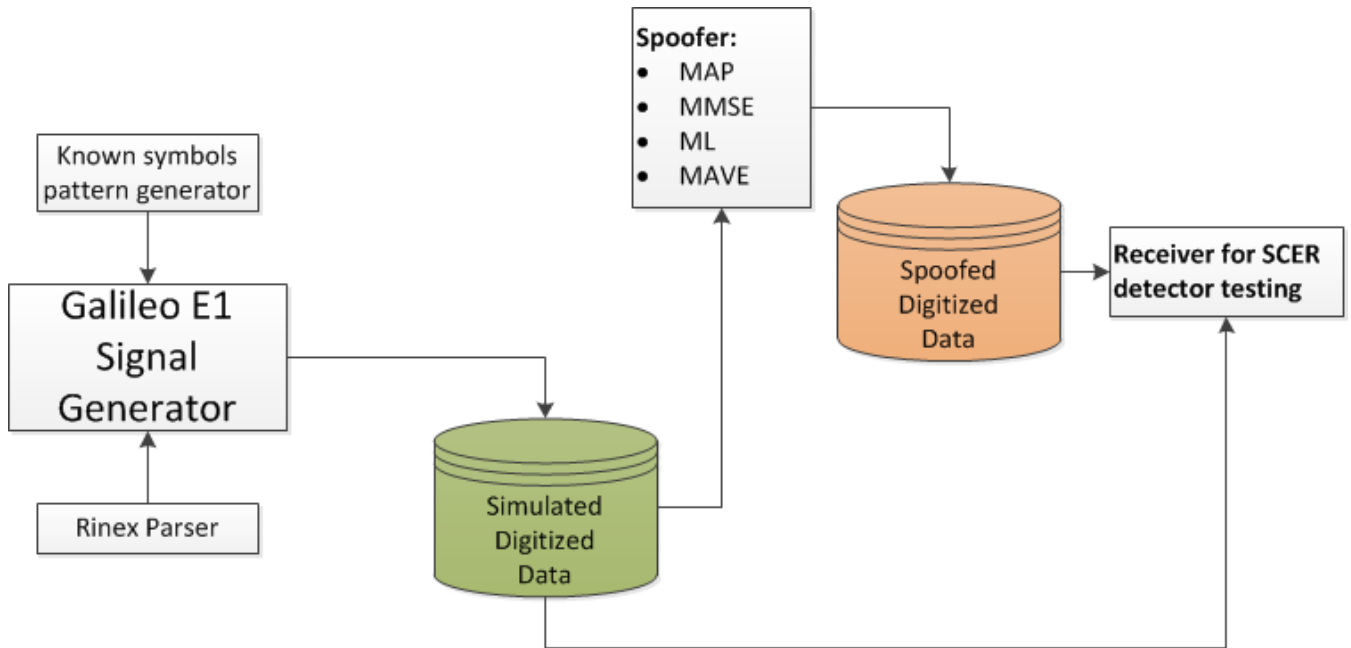 Spoofer:
• MAP
• MMSE
• ML
• MAVE
Known symbols
pattern generator
Galileo E1
Signal
Generator
Rinex Parser
Simulated
Digitized
Data
Spoofed
Digitized
Data
Receiver for SCER
detector testing